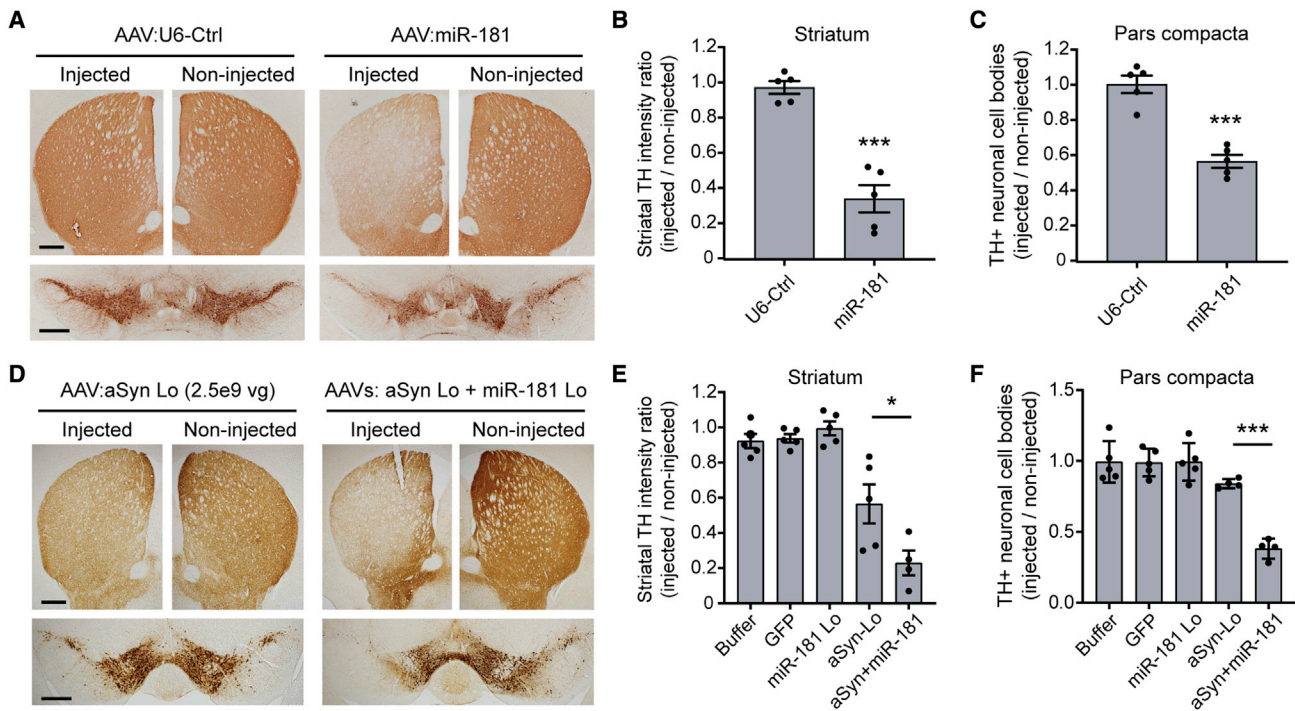 A
AAV:U6-Ctrl
AAV:miR-181
Injected
Non-injected
Injected
Non-injected
B
Striatum
Striatal TH intensity ratio
(injected / non-injected)
1.2
1.0
0.8
0.6
0.4
0.2
0
***
U6-Ctrl
miR-181
C
Pars compacta
TH+ neuronal cell bodies
(injected / non-injected)
1.2
1.0
0.8
0.6
0.4
0.2
0
***
U6-Ctrl
miR-181
D
AAV:aSyn Lo (2.5e9 vg)
AAVs: aSyn Lo + miR-181 Lo
Injected
Non-injected
Injected
Non-injected
E
Striatum
Striatal TH intensity ratio
(injected / non-injected)
1.2
1.0
0.8
0.6
0.4
0.2
0
*
Buffer
GFP
miR-181 Lo
aSyn-Lo
aSyn+miR-181
F
Pars compacta
TH+ neuronal cell bodies
(injected / non-injected)
1.5
1.0
0.5
0.0
***
Buffer
GFP
miR-181 Lo
aSyn-Lo
aSyn+miR-181